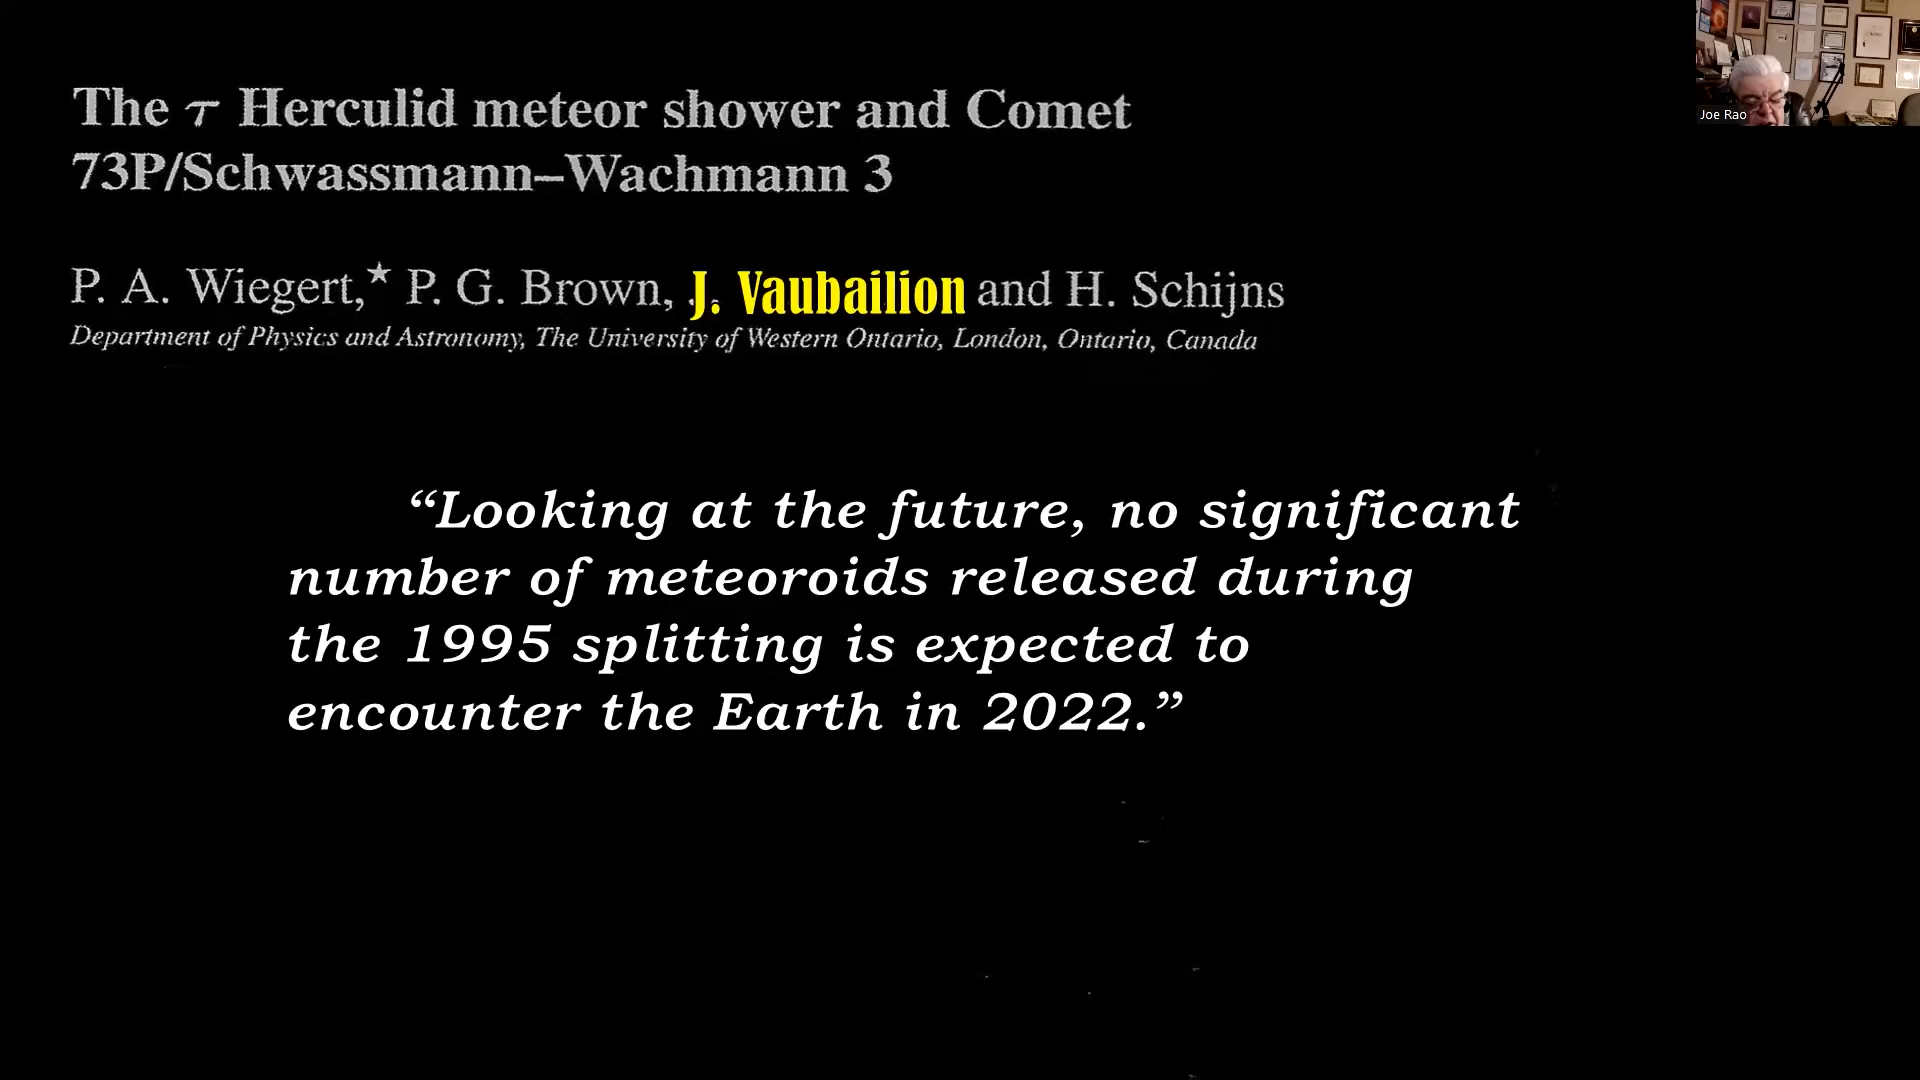 The τ Herculid meteor shower and Comet
73P/Schwassmann–Wachmann 3
P. A. Wiegert,★ P. G. Brown, J. Vaubailion and H. Schijns
Department of Physics and Astronomy, The University of Western Ontario, London, Ontario, Canada
“Looking at the future, no significant
number of meteoroids released during
the 1995 splitting is expected to
encounter the Earth in 2022.”
Joe Rao